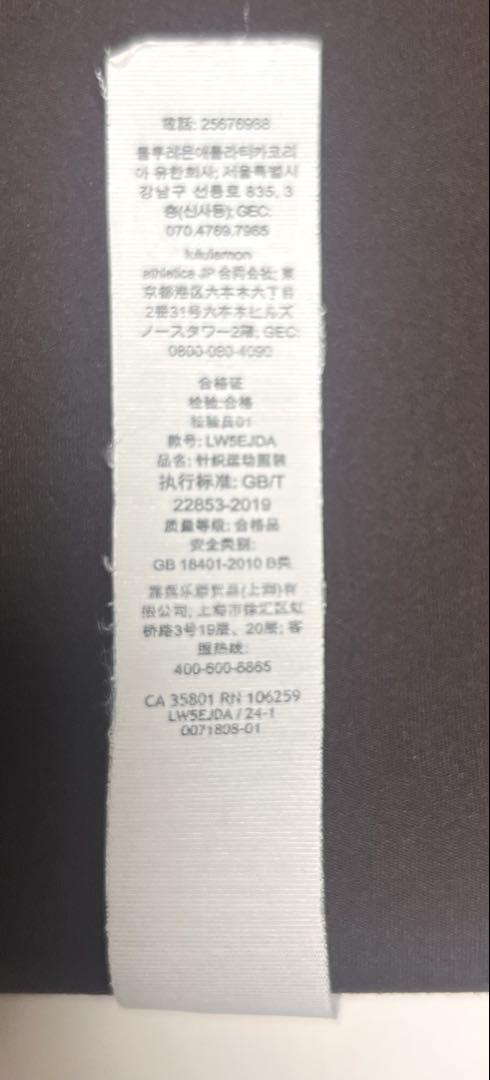 電話: 25676988
룰루레몬애틀라티카코리
아 유한회사; 서울특별시
강남구 선릉로 835, 3
층(신사동); GEC:
070.4769.7965
lululemon
athletica JP 合同会社; 東
京都港区六本木六丁目
2番31号六本木ヒルズ
ノースタワー2階; GEC:
0800-080-4090
合格证
检验:合格
检验员01
款号: LW5EJDA
品名: 针织运动服装
执行标准: GB/T
22853-2019
质量等级: 合格品
安全类别:
GB 18401-2010 B类
贸易(上海)有
限公司; 上海市徐汇区虹
桥路3号19层、20层; 客
服热线:
400-600-6865
CA 35801 RN 106259
LW5EJDA / 24-1
0071805-01